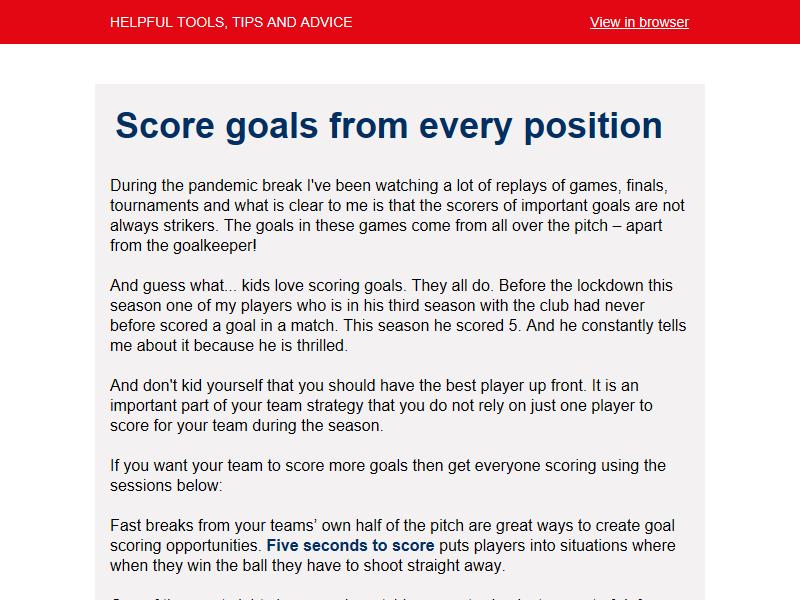 HELPFUL TOOLS, TIPS AND ADVICE
View in browser
Score goals from every position
During the pandemic break I've been watching a lot of replays of games, finals,
tournaments and what is clear to me is that the scorers of important goals are not
always strikers. The goals in these games come from all over the pitch – apart
from the goalkeeper!
And guess what... kids love scoring goals. They all do. Before the lockdown this
season one of my players who is in his third season with the club had never
before scored a goal in a match. This season he scored 5. And he constantly tells
me about it because he is thrilled.
And don't kid yourself that you should have the best player up front. It is an
important part of your team strategy that you do not rely on just one player to
score for your team during the season.
If you want your team to score more goals then get everyone scoring using the
sessions below:
Fast breaks from your teams’ own half of the pitch are great ways to create goal
scoring opportunities. Five seconds to score puts players into situations where
when they win the ball they have to shoot straight away.